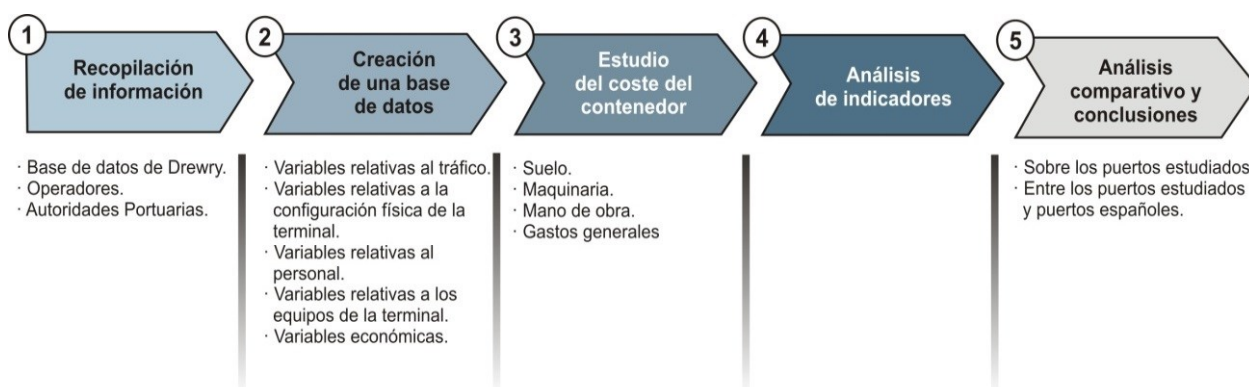 1
Recopilación
de información
2
Creación
de una base
de datos
3
Estudio
del coste del
contenedor
4
Análisis
de indicadores
5
Análisis
comparativo y
conclusiones
· Base de datos de Drewry.
· Operadores.
· Autoridades Portuarias.
· Variables relativas al tráfico.
· Variables relativas a la
configuración física de la
terminal.
· Variables relativas al
personal.
· Variables relativas a los
equipos de la terminal.
· Variables económicas.
· Suelo.
· Maquinaria.
· Mano de obra.
· Gastos generales
· Sobre los puertos estudiados
· Entre los puertos estudiados
y puertos españoles.